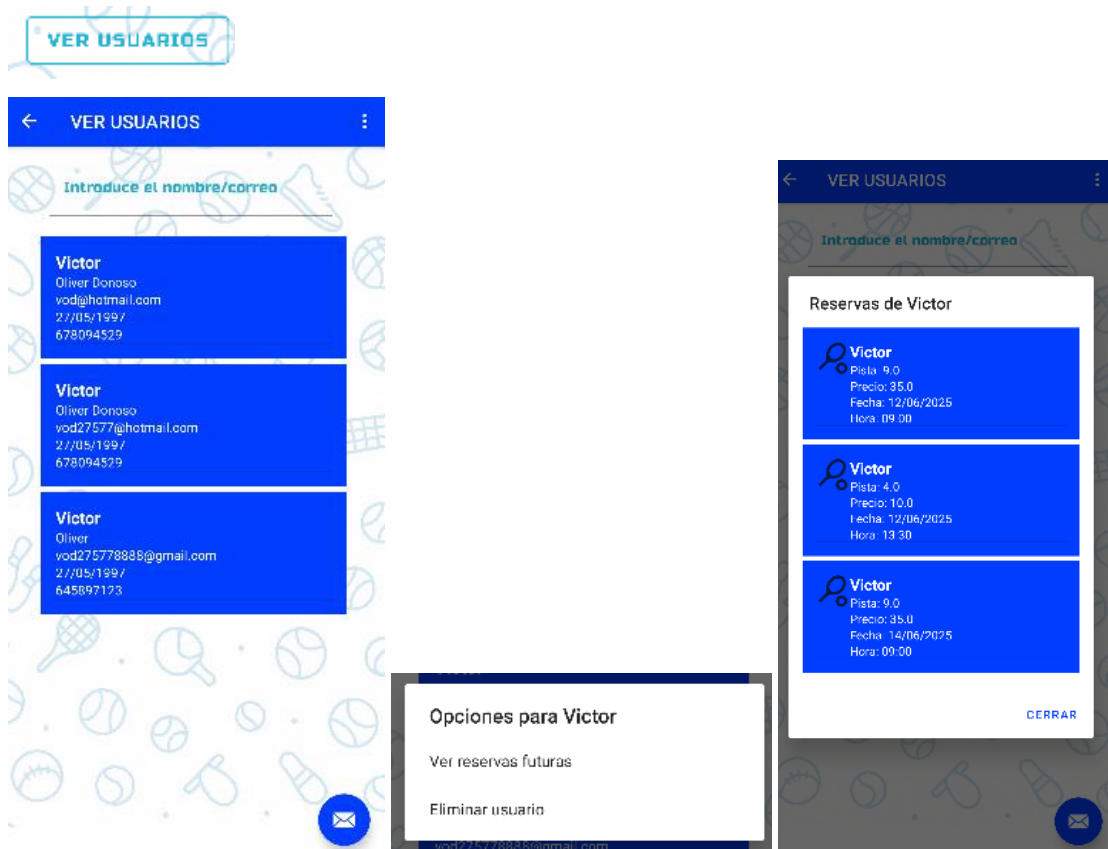 VER USUARIOS
VER USUARIOS
Introduce el nombre/correo
Victor
Oliver Donoso
vod@hotmail.com
27/05/1997
678094529
Victor
Oliver Donoso
vod27577@hotmail.com
27/05/1997
678094529
Victor
Oliver
vod275778888@gmail.com
27/05/1997
645897123
Opciones para Victor
Ver reservas futuras
Eliminar usuario
vod275778888@gmail.com
VER USUARIOS
Introduce el nombre/correo
Reservas de Victor
Victor
Pista: 9.0
Precio: 35.0
Fecha: 12/06/2025
Hora: 09:00
Victor
Pista: 4.0
Precio: 10.0
Fecha: 12/06/2025
Hora: 13:30
Victor
Pista: 9.0
Precio: 35.0
Fecha: 14/06/2025
Hora: 09:00
CERRAR